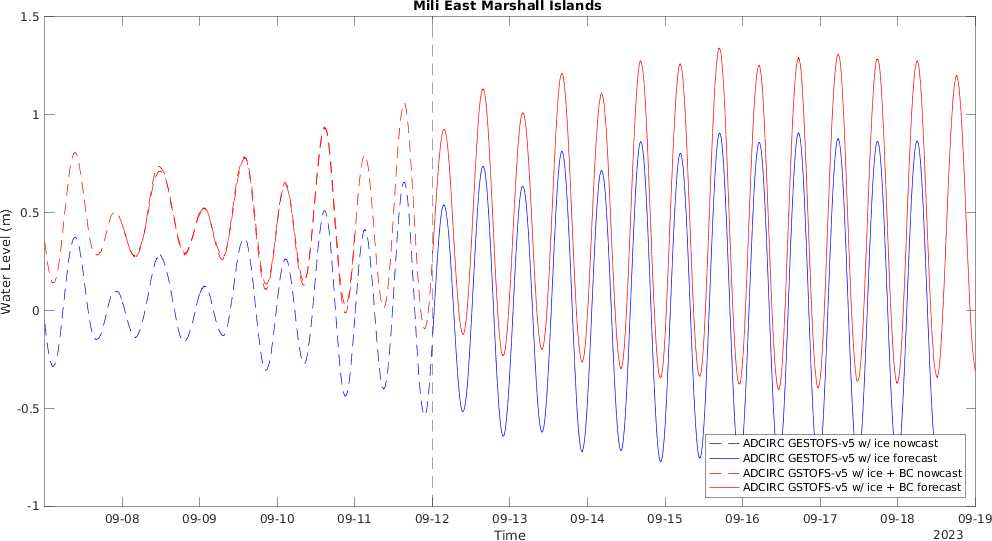 Mili East Marshall Islands
1.5
1
0.5
0
-0.5
-1
Water Level (m)
ADCIRC GESTOFS-v5 w/ ice nowcast
ADCIRC GESTOFS-v5 w/ ice forecast
ADCIRC GSTOFS-v5 w/ ice + BC nowcast
ADCIRC GSTOFS-v5 w/ ice + BC forecast
09-08 09-09 09-10 09-11 09-12 09-13 09-14 09-15 09-16 09-17 09-18 09-19
Time
2023